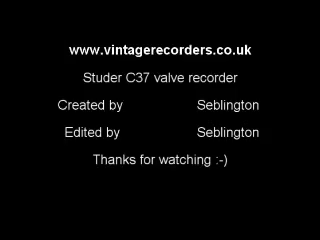 www.vintagerecorders.co.uk
Studer C37 valve recorder
Created by Seblington
Edited by Seblington
Thanks for watching :-)